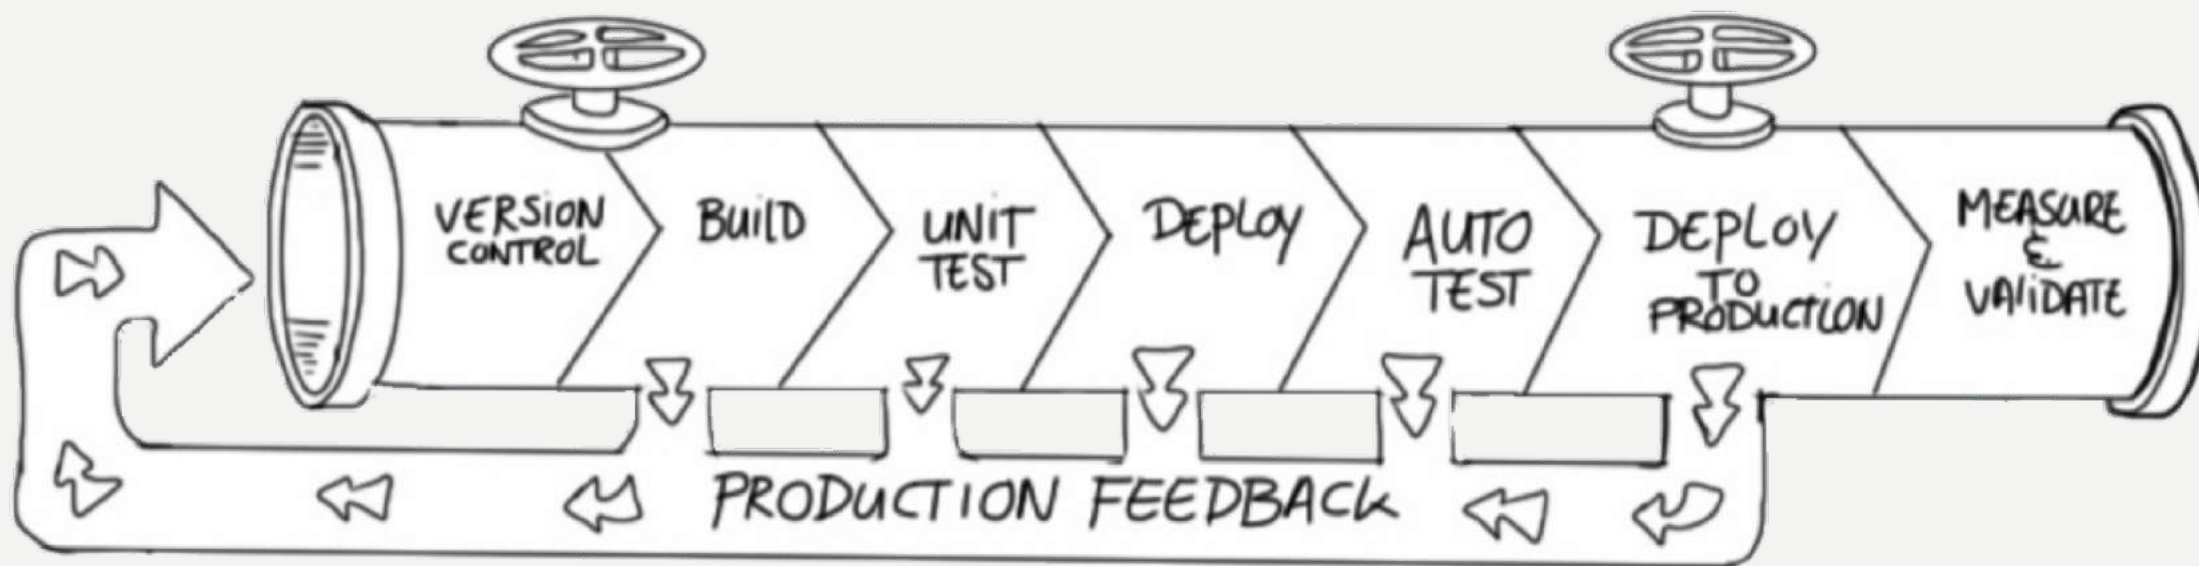 VERSION
CONTROL
BUILD
UNIT
TEST
DEPLOY
AUTO
TEST
DEPLOY
TO
PRODUCTION
MEASURE
&
VALIDATE
PRODUCTION FEEDBACK